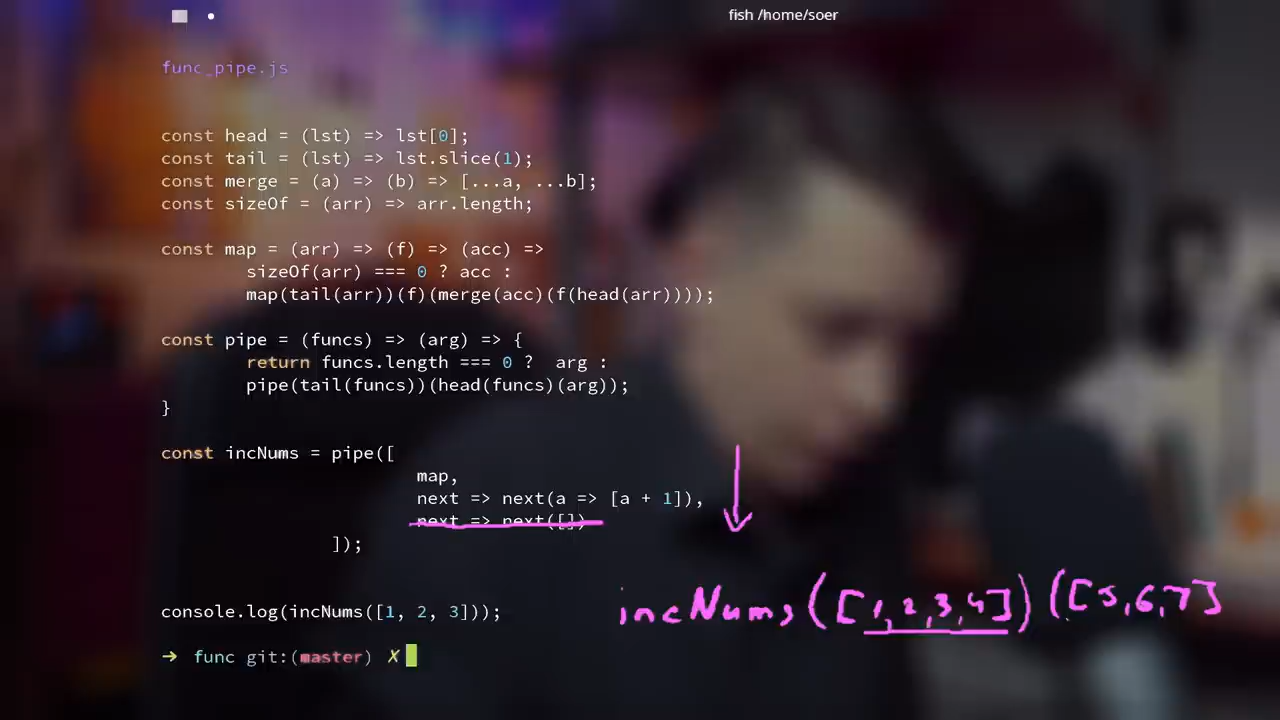 fish /home/soer
func_pipe.js
const head = (lst) => lst[0];
const tail = (lst) => lst.slice(1);
const merge = (a) => (b) => [...a, ...b];
const sizeOf = (arr) => arr.length;
const map = (arr) => (f) => (acc) =>
sizeOf(arr) === 0 ? acc :
map(tail(arr))(f)(merge(acc)(f(head(arr))));
const pipe = (funcs) => (arg) => {
return funcs.length === 0 ? arg :
pipe(tail(funcs))(head(funcs)(arg));
}
const incNums = pipe([
map,
next => next(a => [a + 1]),
next => next([])
]);
incNums([1,2,3,4])([5,6,7]
console.log(incNums([1, 2, 3]));
➜ func git:(master) ✗